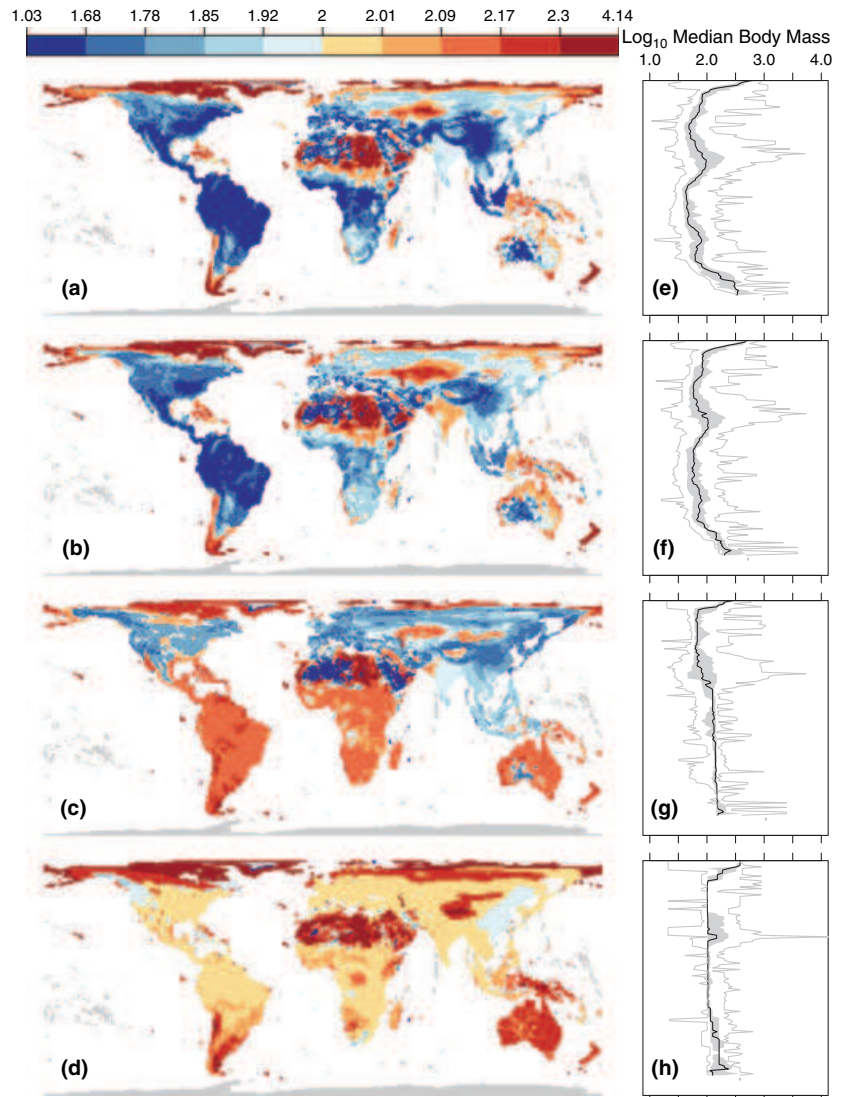 1.03 1.68 1.78 1.85 1.92 2 2.01 2.09 2.17 2.3 4.14
Log10 Median Body Mass
1.0 2.0 3.0 4.0
(a) (e)
(b) (f)
(c) (g)
(d) (h)